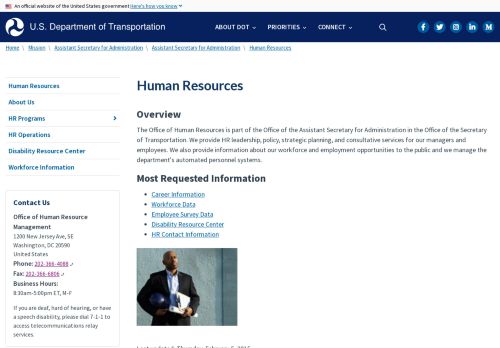 An official website of the United States government Here's how you know
U.S. Department of Transportation
ABOUT DOT
PRIORITIES
CONNECT
Home \ Mission \ Assistant Secretary for Administration \ Assistant Secretary for Administration \ Human Resources
Human Resources
About Us
HR Programs
HR Operations
Disability Resource Center
Workforce Information
Contact Us
Office of Human Resource
Management
1200 New Jersey Ave, SE
Washington, DC 20590
United States
Phone: 202-366-4088
Fax: 202-366-6806
Business Hours:
8:30am-5:00pm ET, M-F
If you are deaf, hard of hearing, or have
a speech disability, please dial 7-1-1 to
access telecommunications relay
services.
Human Resources
Overview
The Office of Human Resources is part of the Office of the Assistant Secretary for Administration in the Office of the Secretary
of Transportation. We provide HR leadership, policy, strategic planning, and consultative services for our managers and
employees. We also provide information about our workforce and employment opportunities to the public and we manage the
department's automated personnel systems.
Most Requested Information
Career Information
Workforce Data
Employee Survey Data
Disability Resource Center
HR Contact Information